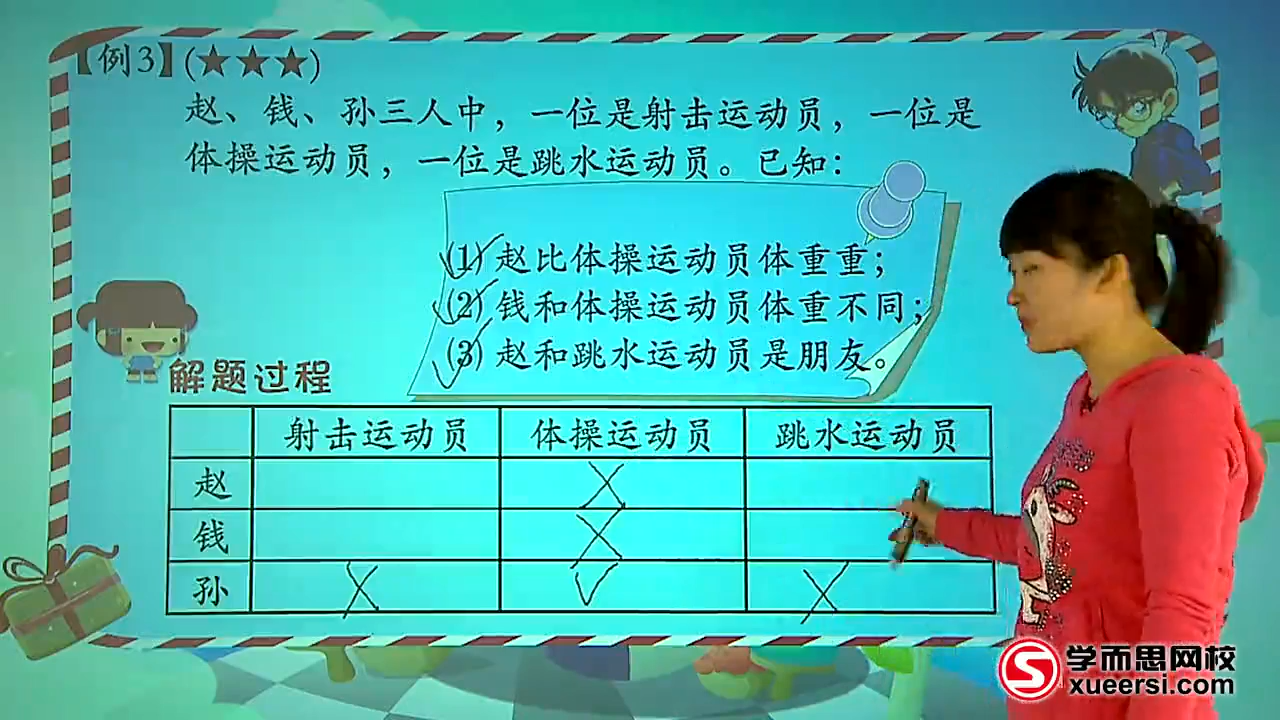 【例3】(★★★)
赵、钱、孙三人中，一位是射击运动员，一位是
体操运动员，一位是跳水运动员。已知：
(1) 赵比体操运动员体重重；
(2) 钱和体操运动员体重不同；
(3) 赵和跳水运动员是朋友。
解题过程
射击运动员 体操运动员 跳水运动员
赵 X
钱 X
孙 X √ X
学而思网校
xueersi.com